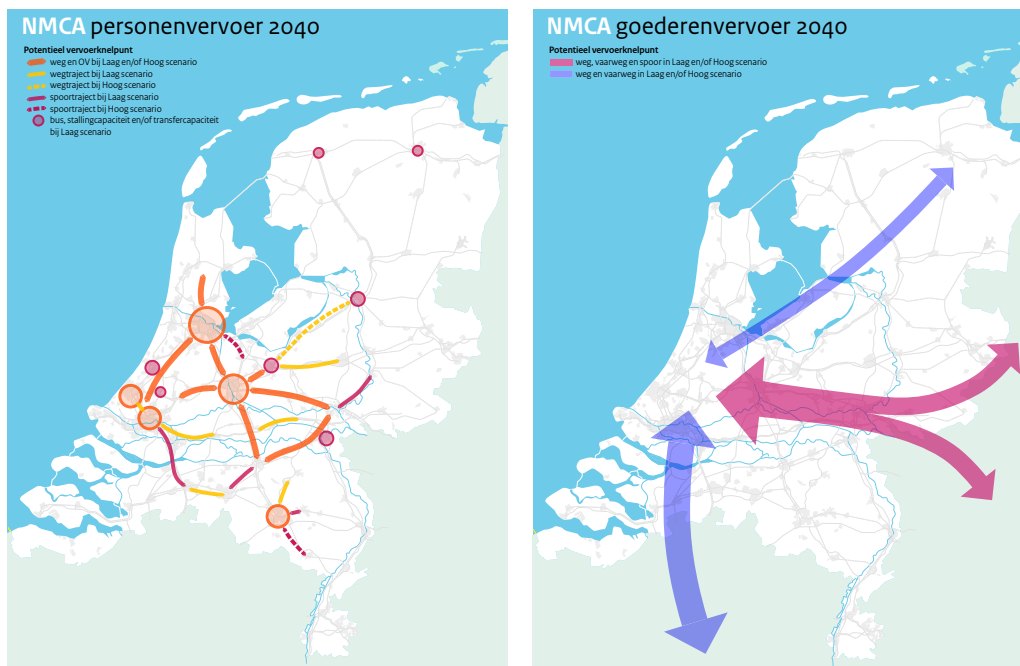 NMCA personenvervoer 2040
Potentieel vervoerknelpunt
weg en OV bij Laag en/of Hoog scenario
wegtraject bij Laag scenario
wegtraject bij Hoog scenario
spoortraject bij Laag scenario
spoortraject bij Hoog scenario
bus, stallingcapaciteit en/of transfercapaciteit
bij Laag scenario
NMCA goederenvervoer 2040
Potentieel vervoerknelpunt
weg, vaarweg en spoor in Laag en/of Hoog scenario
weg en vaarweg in Laag en/of Hoog scenario